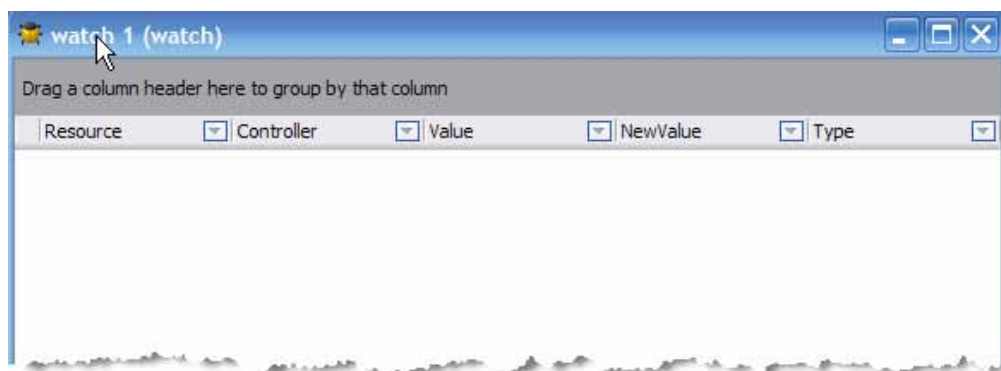 watch 1 (watch)
Drag a column header here to group by that column
Resource Controller Value NewValue Type